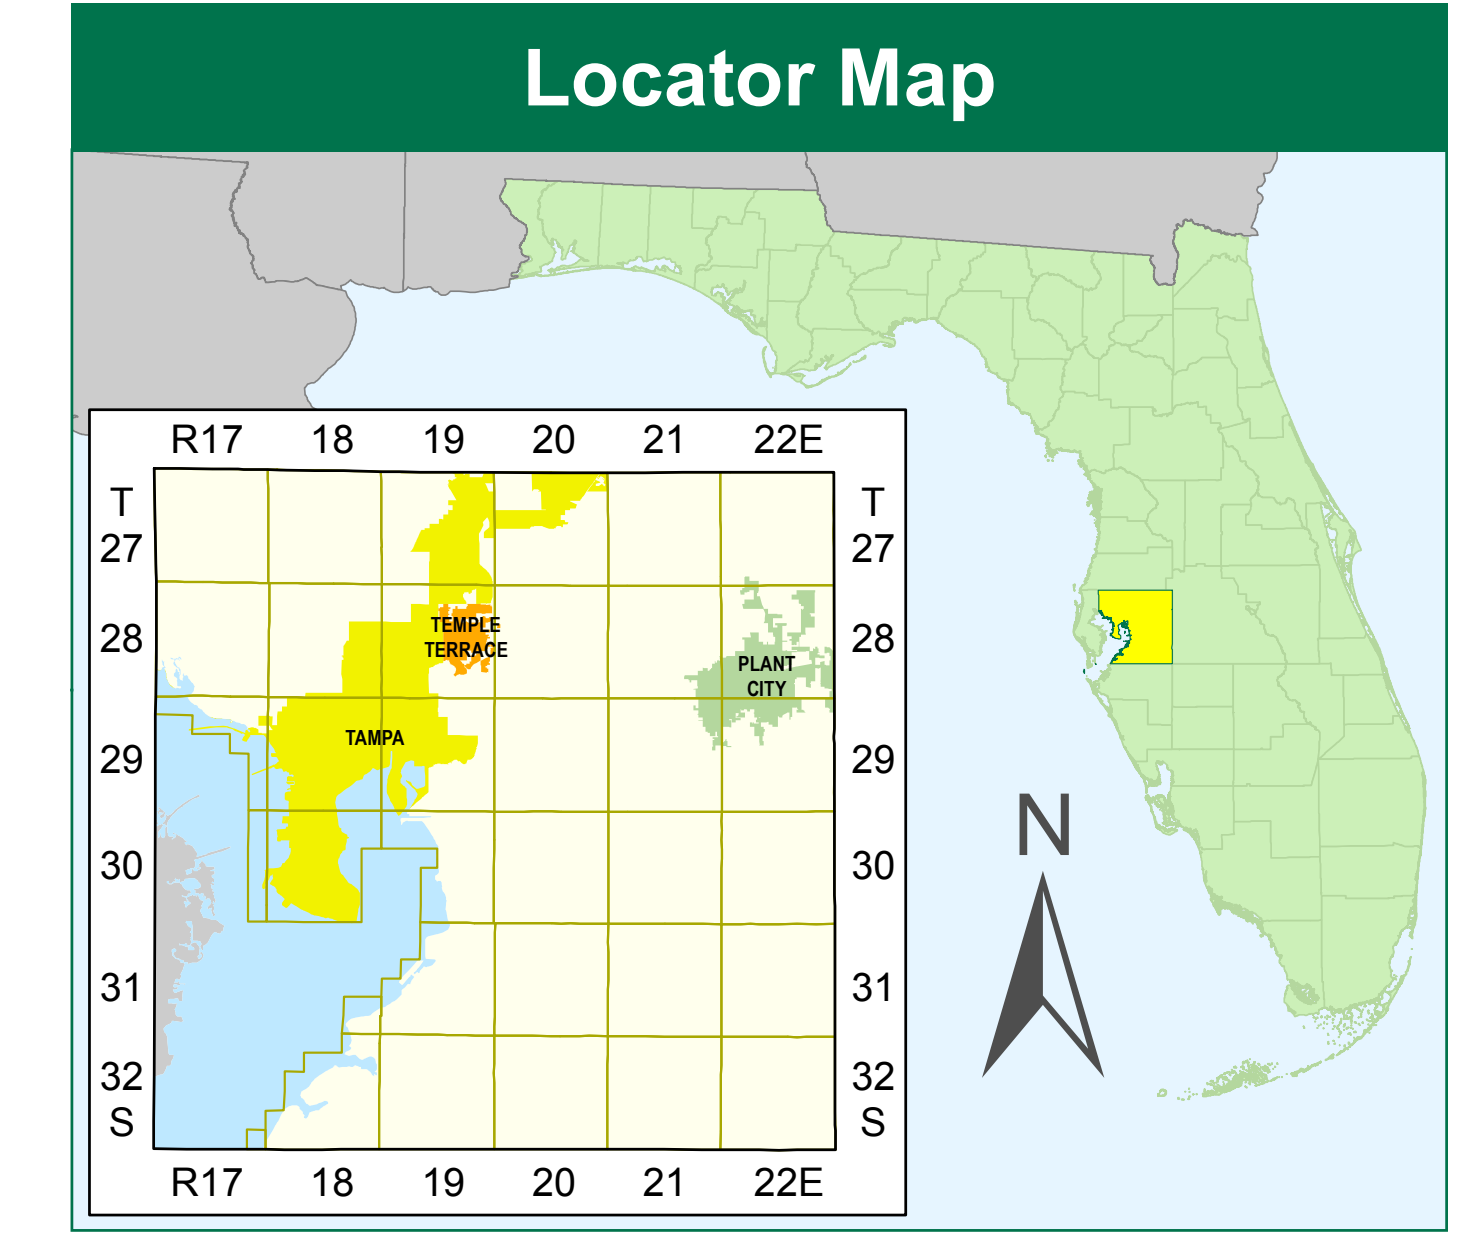 Locator Map
R17 18 19 20 21 22E
T T
27 27
TEMPLE
TERRACE
28 28
PLANT
CITY
TAMPA
29 29
N
30 30
31 31
32 32
S S
R17 18 19 20 21 22E